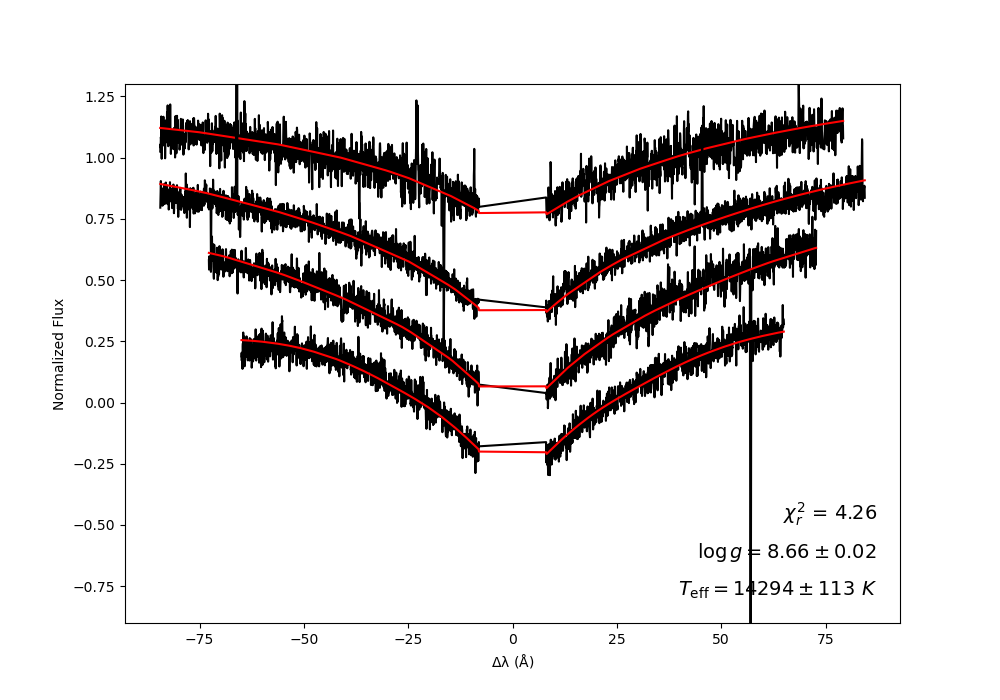 1.25
1.00
0.75
0.50
0.25
0.00
−0.25
−0.50
−0.75
Normalized Flux
χ²ᵣ = 4.26
log g = 8.66 ± 0.02
T_eff = 14294 ± 113 K
−75 −50 −25 0 25 50 75
Δλ (Å)